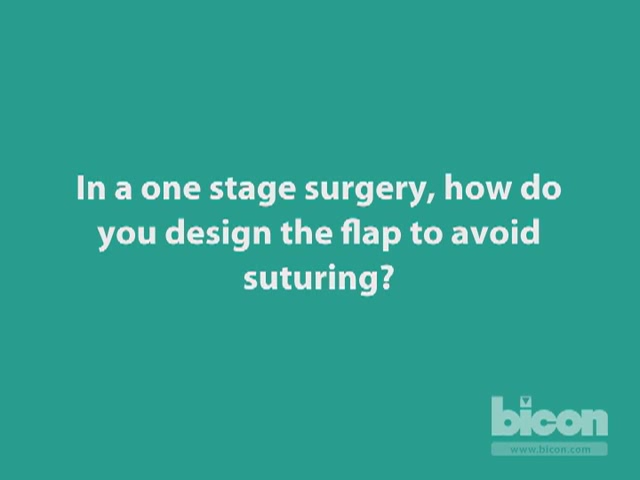 In a one stage surgery, how do
you design the flap to avoid
suturing?
bicon
www.bicon.com